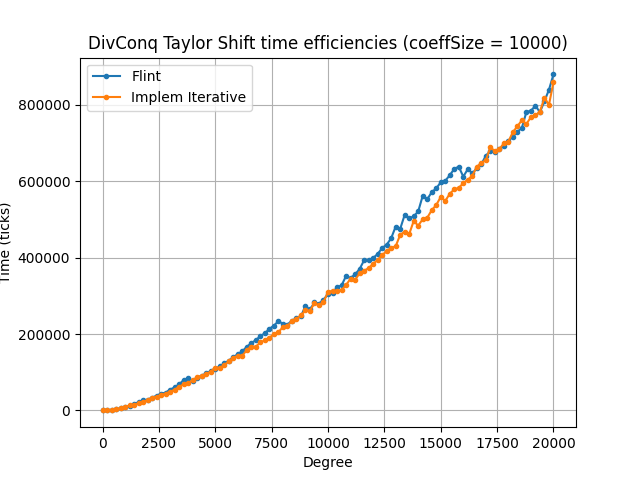 DivConq Taylor Shift time efficiencies (coeffSize = 10000)
Flint
Implem Iterative
800000
600000
400000
200000
0
Time (ticks)
0 2500 5000 7500 10000 12500 15000 17500 20000
Degree